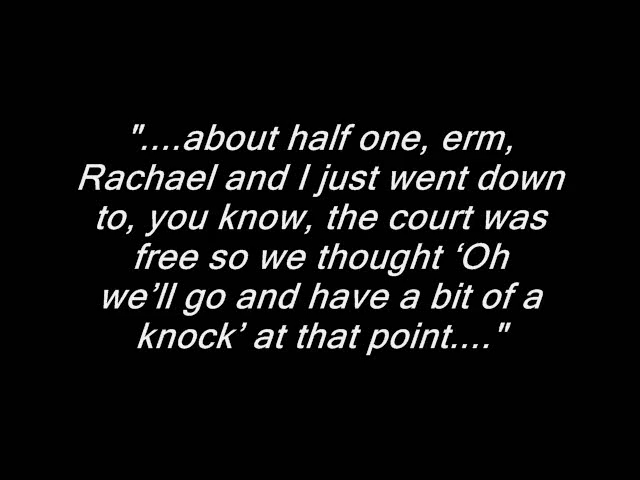 "....about half one, erm,
Rachael and I just went down
to, you know, the court was
free so we thought ‘Oh
we’ll go and have a bit of a
knock’ at that point...."